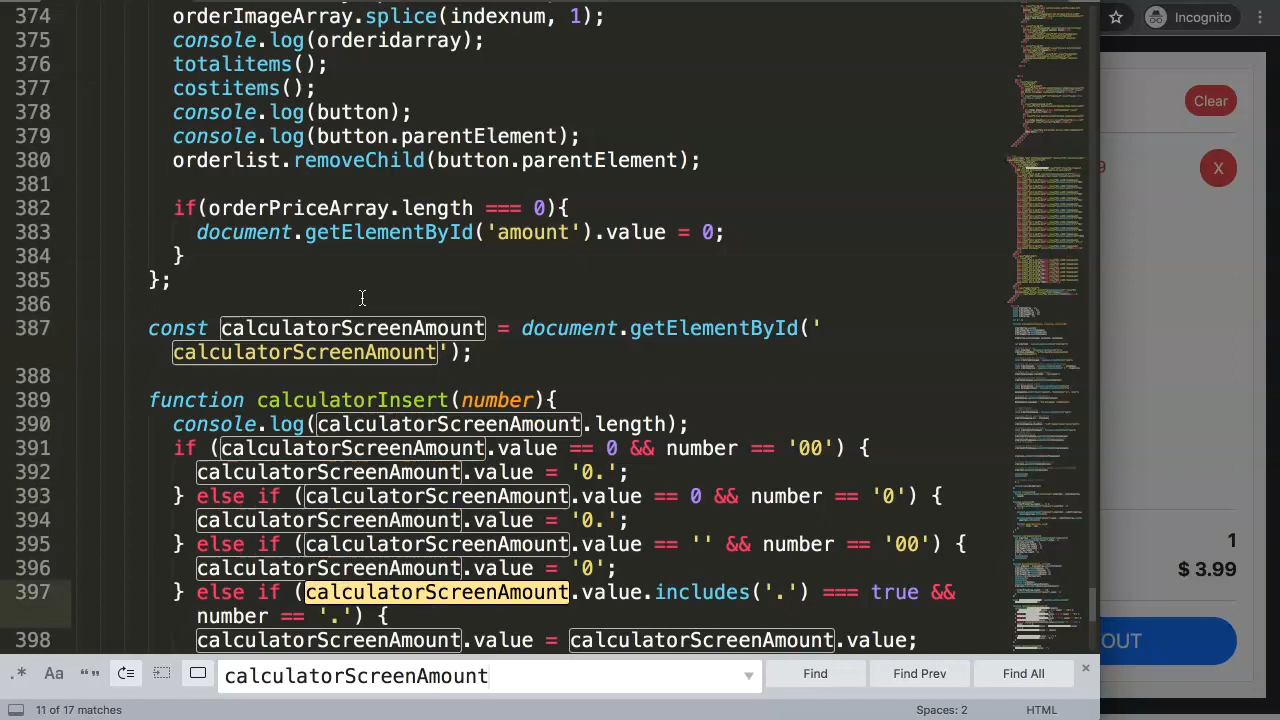 374 orderImageArray.splice(indexnum, 1);
375 console.log(orderidarray);
376 totalitems();
377 costitems();
378 console.log(button);
379 console.log(button.parentElement);
380 orderlist.removeChild(button.parentElement);
381
382 if(orderPriceArray.length === 0){
383 document.getElementById('amount').value = 0;
384 }
385 };
386
387 const calculatorScreenAmount = document.getElementById('
calculatorScreenAmount');
388
389 function calculatorInsert(number){
390 console.log(calculatorScreenAmount.length);
391 if (calculatorScreenAmount.value == 0 && number == '00') {
392 calculatorScreenAmount.value = '0.';
393 } else if (calculatorScreenAmount.value == 0 && number == '0') {
394 calculatorScreenAmount.value = '0.';
395 } else if (calculatorScreenAmount.value == '' && number == '00') {
396 calculatorScreenAmount.value = '0';
397 } else if (calculatorScreenAmount.value.includes('.') === true &&
number == '.') {
398 calculatorScreenAmount.value = calculatorScreenAmount.value;
.* Aa “ ”
calculatorScreenAmount
Find
Find Prev
Find All
×
11 of 17 matches
Spaces: 2
HTML
Incognito
Clear
9
X
1
$ 3.99
OUT